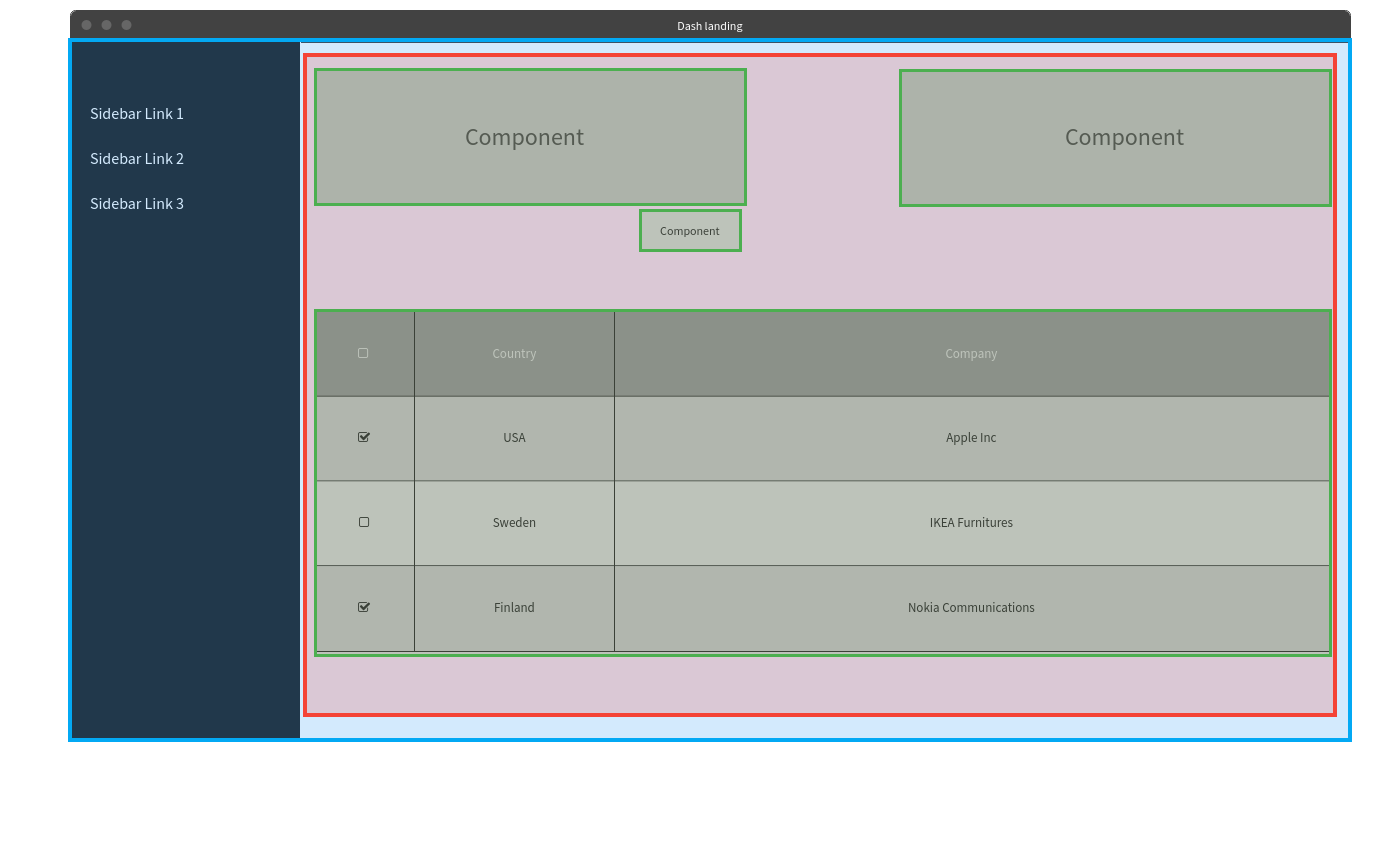 Dash landing
Sidebar Link 1
Sidebar Link 2
Sidebar Link 3
Component
Component
Component
Country Company
USA Apple Inc
Sweden IKEA Furnitures
Finland Nokia Communications